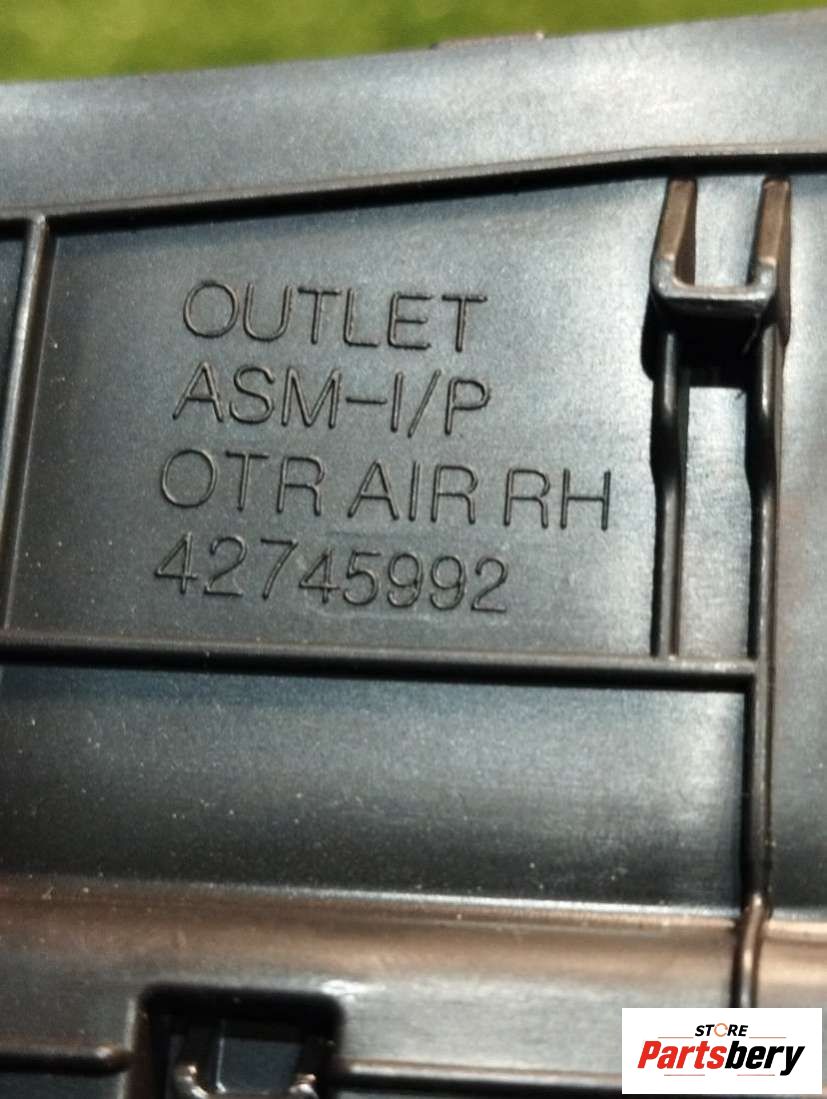 OUTLET
ASM-I/P
OTR AIR RH
42745992
STORE
Partsbery